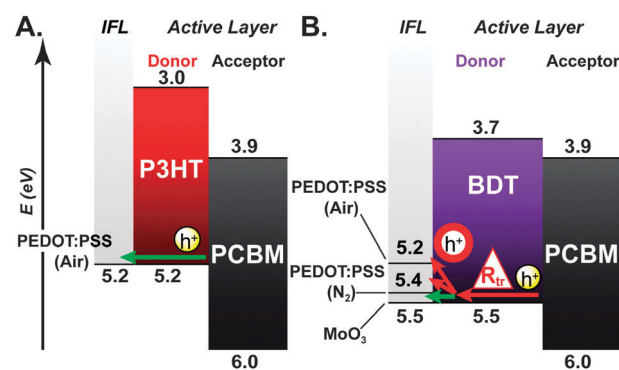 A.
IFL
Active Layer
Donor
Acceptor
3.0
3.9
P3HT
PCBM
E (eV)
PEDOT:PSS
(Air)
h+
5.2
5.2
6.0
B.
IFL
Active Layer
Donor
Acceptor
3.7
3.9
BDT
PCBM
PEDOT:PSS
(Air)
5.2
h+
PEDOT:PSS
(N2)
5.4
Rtr
h+
MoO3
5.5
5.5
6.0